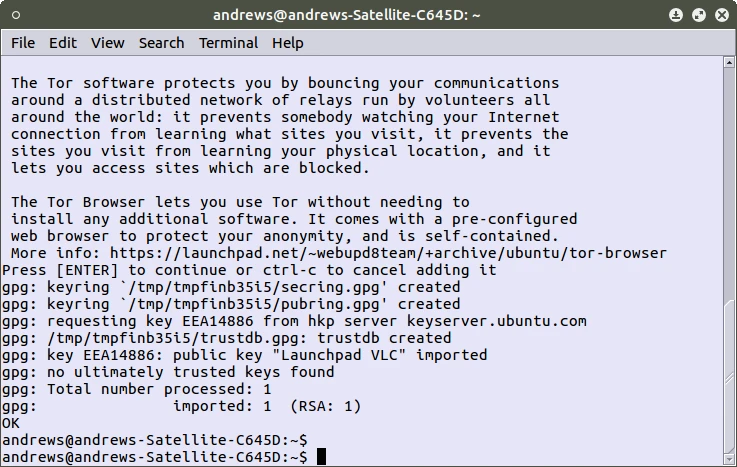 andrews@andrews-Satellite-C645D: ~
File Edit View Search Terminal Help
The Tor software protects you by bouncing your communications
around a distributed network of relays run by volunteers all
around the world: it prevents somebody watching your Internet
connection from learning what sites you visit, it prevents the
sites you visit from learning your physical location, and it
lets you access sites which are blocked.
The Tor Browser lets you use Tor without needing to
install any additional software. It comes with a pre-configured
web browser to protect your anonymity, and is self-contained.
More info: https://launchpad.net/~webupd8team/+archive/ubuntu/tor-browser
Press [ENTER] to continue or ctrl-c to cancel adding it
gpg: keyring `/tmp/tmpfinb35i5/secring.gpg' created
gpg: keyring `/tmp/tmpfinb35i5/pubring.gpg' created
gpg: requesting key EEA14886 from hkp server keyserver.ubuntu.com
gpg: /tmp/tmpfinb35i5/trustdb.gpg: trustdb created
gpg: key EEA14886: public key "Launchpad VLC" imported
gpg: no ultimately trusted keys found
gpg: Total number processed: 1
gpg:               imported: 1  (RSA: 1)
OK
andrews@andrews-Satellite-C645D:~$
andrews@andrews-Satellite-C645D:~$